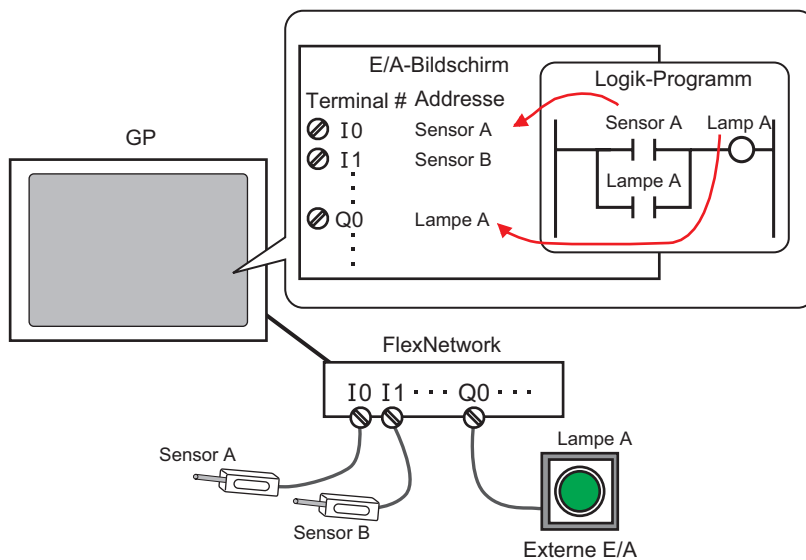 E/A-Bildschirm
Terminal # Addresse
I0 Sensor A
I1 Sensor B
Q0 Lampe A
Logik-Programm
Sensor A Lamp A
Lampe A
GP
FlexNetwork
I0 I1 · · · Q0 · · ·
Sensor A
Sensor B
Lampe A
Externe E/A